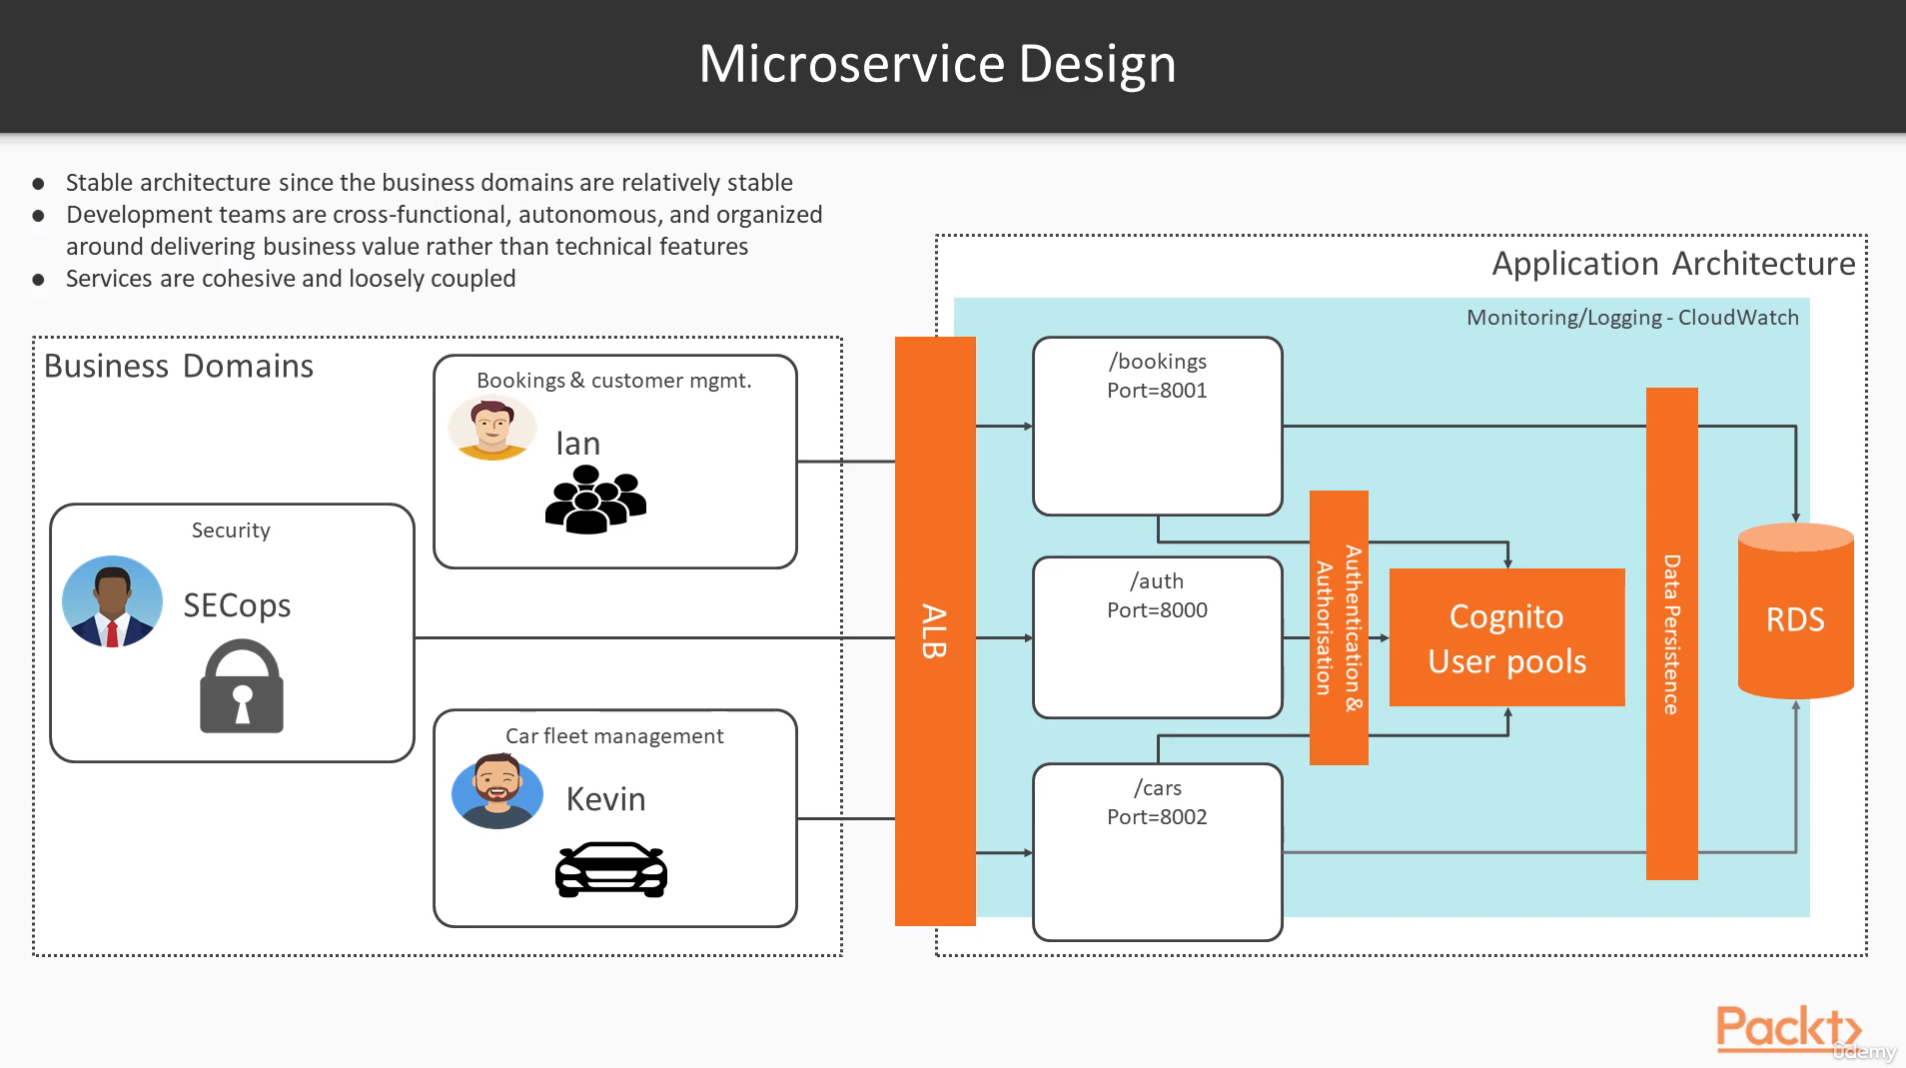 Microservice Design
● Stable architecture since the business domains are relatively stable
● Development teams are cross-functional, autonomous, and organized
around delivering business value rather than technical features
● Services are cohesive and loosely coupled
Business Domains
Bookings & customer mgmt.
Ian
Security
SECops
Car fleet management
Kevin
ALB
Application Architecture
Monitoring/Logging - CloudWatch
/bookings
Port=8001
/auth
Port=8000
/cars
Port=8002
Authentication &
Authorisation
Cognito
User pools
Data Persistence
RDS
Packt>
ûdemy